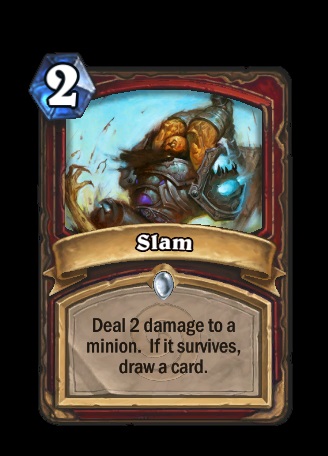 2
Slam
Deal 2 damage to a
minion. If it survives,
draw a card.